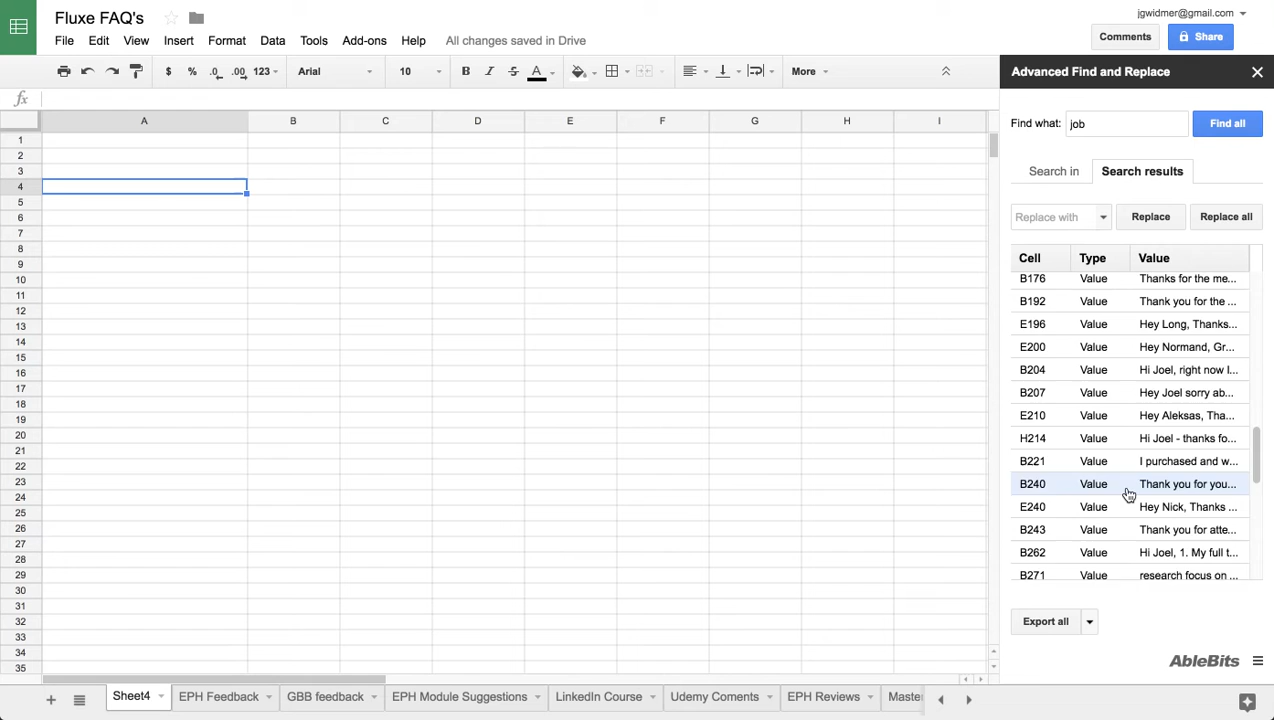 Fluxe FAQ's
jgwidmer@gmail.com
File Edit View Insert Format Data Tools Add-ons Help All changes saved in Drive
Comments Share
$ % .0 .00 123 Arial 10 B I S A More
fx
Advanced Find and Replace
Find what: job Find all
Search in Search results
Replace with Replace Replace all
Cell Type Value
B176 Value Thanks for the me...
B192 Value Thank you for the ...
E196 Value Hey Long, Thanks...
E200 Value Hey Normand, Gr...
B204 Value Hi Joel, right now I...
B207 Value Hey Joel sorry ab...
E210 Value Hey Aleksas, Tha...
H214 Value Hi Joel - thanks fo...
B221 Value I purchased and w...
B240 Value Thank you for you...
E240 Value Hey Nick, Thanks ...
B243 Value Thank you for atte...
B262 Value Hi Joel, 1. My full t...
B271 Value research focus on ...
Export all
AbleBits
A B C D E F G H I
1
2
3
4
5
6
7
8
9
10
11
12
13
14
15
16
17
18
19
20
21
22
23
24
25
26
27
28
29
30
31
32
33
34
35
Sheet4 EPH Feedback GBB feedback EPH Module Suggestions LinkedIn Course Udemy Coments EPH Reviews Master